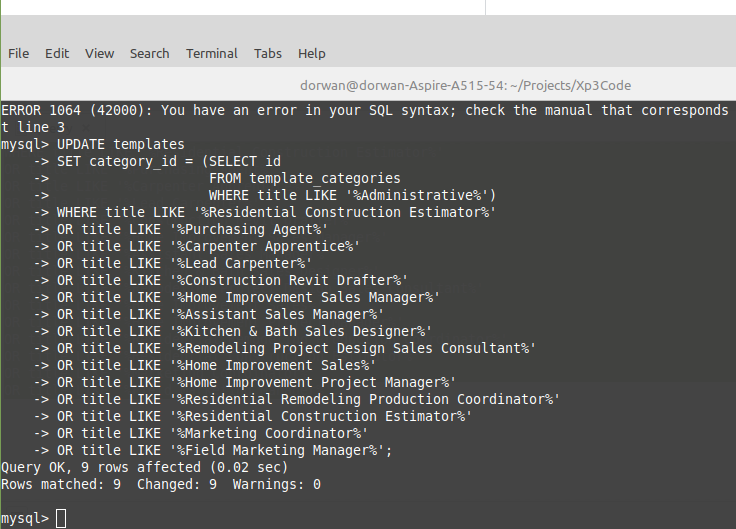 File Edit View Search Terminal Tabs Help
dorwan@dorwan-Aspire-A515-54: ~/Projects/Xp3Code
ERROR 1064 (42000): You have an error in your SQL syntax; check the manual that corresponds
t line 3
mysql> UPDATE templates
    -> SET category_id = (SELECT id
    ->                    FROM template_categories
    ->                    WHERE title LIKE '%Administrative%')
    -> WHERE title LIKE '%Residential Construction Estimator%'
    -> OR title LIKE '%Purchasing Agent%'
    -> OR title LIKE '%Carpenter Apprentice%'
    -> OR title LIKE '%Lead Carpenter%'
    -> OR title LIKE '%Construction Revit Drafter%'
    -> OR title LIKE '%Home Improvement Sales Manager%'
    -> OR title LIKE '%Assistant Sales Manager%'
    -> OR title LIKE '%Kitchen & Bath Sales Designer%'
    -> OR title LIKE '%Remodeling Project Design Sales Consultant%'
    -> OR title LIKE '%Home Improvement Sales%'
    -> OR title LIKE '%Home Improvement Project Manager%'
    -> OR title LIKE '%Residential Remodeling Production Coordinator%'
    -> OR title LIKE '%Residential Construction Estimator%'
    -> OR title LIKE '%Marketing Coordinator%'
    -> OR title LIKE '%Field Marketing Manager%';
Query OK, 9 rows affected (0.02 sec)
Rows matched: 9  Changed: 9  Warnings: 0
mysql>